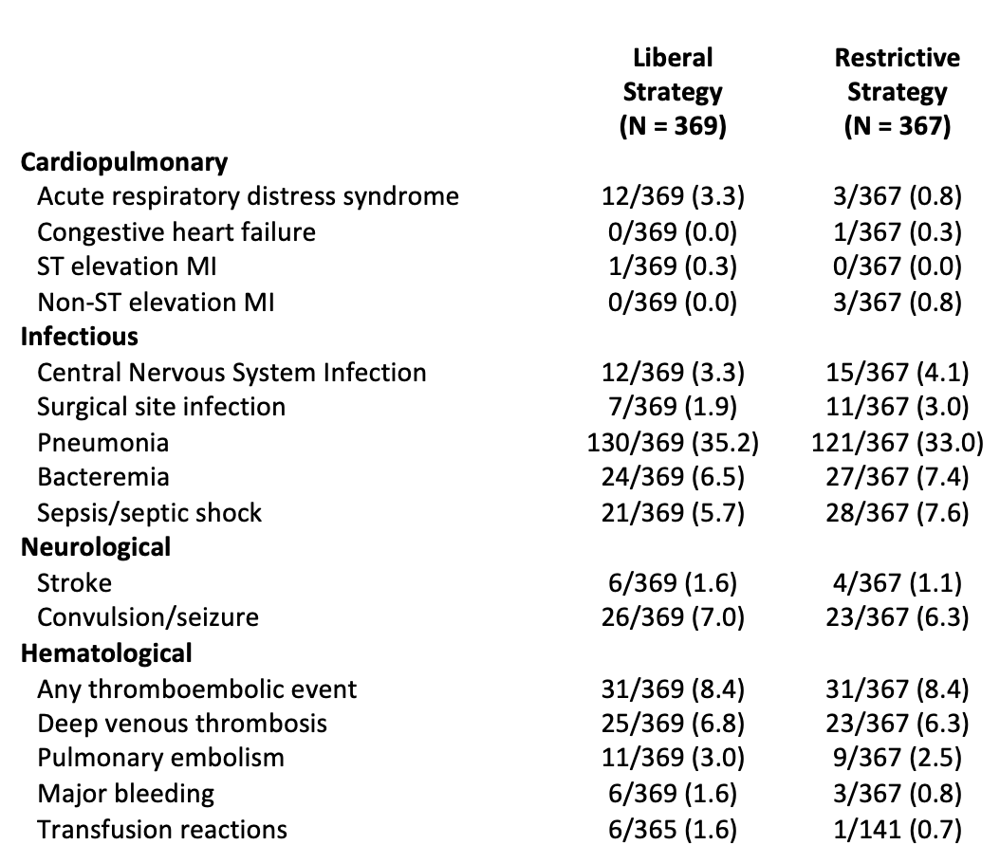 Liberal Restrictive
Strategy Strategy
(N = 369) (N = 367)
Cardiopulmonary
Acute respiratory distress syndrome 12/369 (3.3) 3/367 (0.8)
Congestive heart failure 0/369 (0.0) 1/367 (0.3)
ST elevation MI 1/369 (0.3) 0/367 (0.0)
Non-ST elevation MI 0/369 (0.0) 3/367 (0.8)
Infectious
Central Nervous System Infection 12/369 (3.3) 15/367 (4.1)
Surgical site infection 7/369 (1.9) 11/367 (3.0)
Pneumonia 130/369 (35.2) 121/367 (33.0)
Bacteremia 24/369 (6.5) 27/367 (7.4)
Sepsis/septic shock 21/369 (5.7) 28/367 (7.6)
Neurological
Stroke 6/369 (1.6) 4/367 (1.1)
Convulsion/seizure 26/369 (7.0) 23/367 (6.3)
Hematological
Any thromboembolic event 31/369 (8.4) 31/367 (8.4)
Deep venous thrombosis 25/369 (6.8) 23/367 (6.3)
Pulmonary embolism 11/369 (3.0) 9/367 (2.5)
Major bleeding 6/369 (1.6) 3/367 (0.8)
Transfusion reactions 6/365 (1.6) 1/141 (0.7)